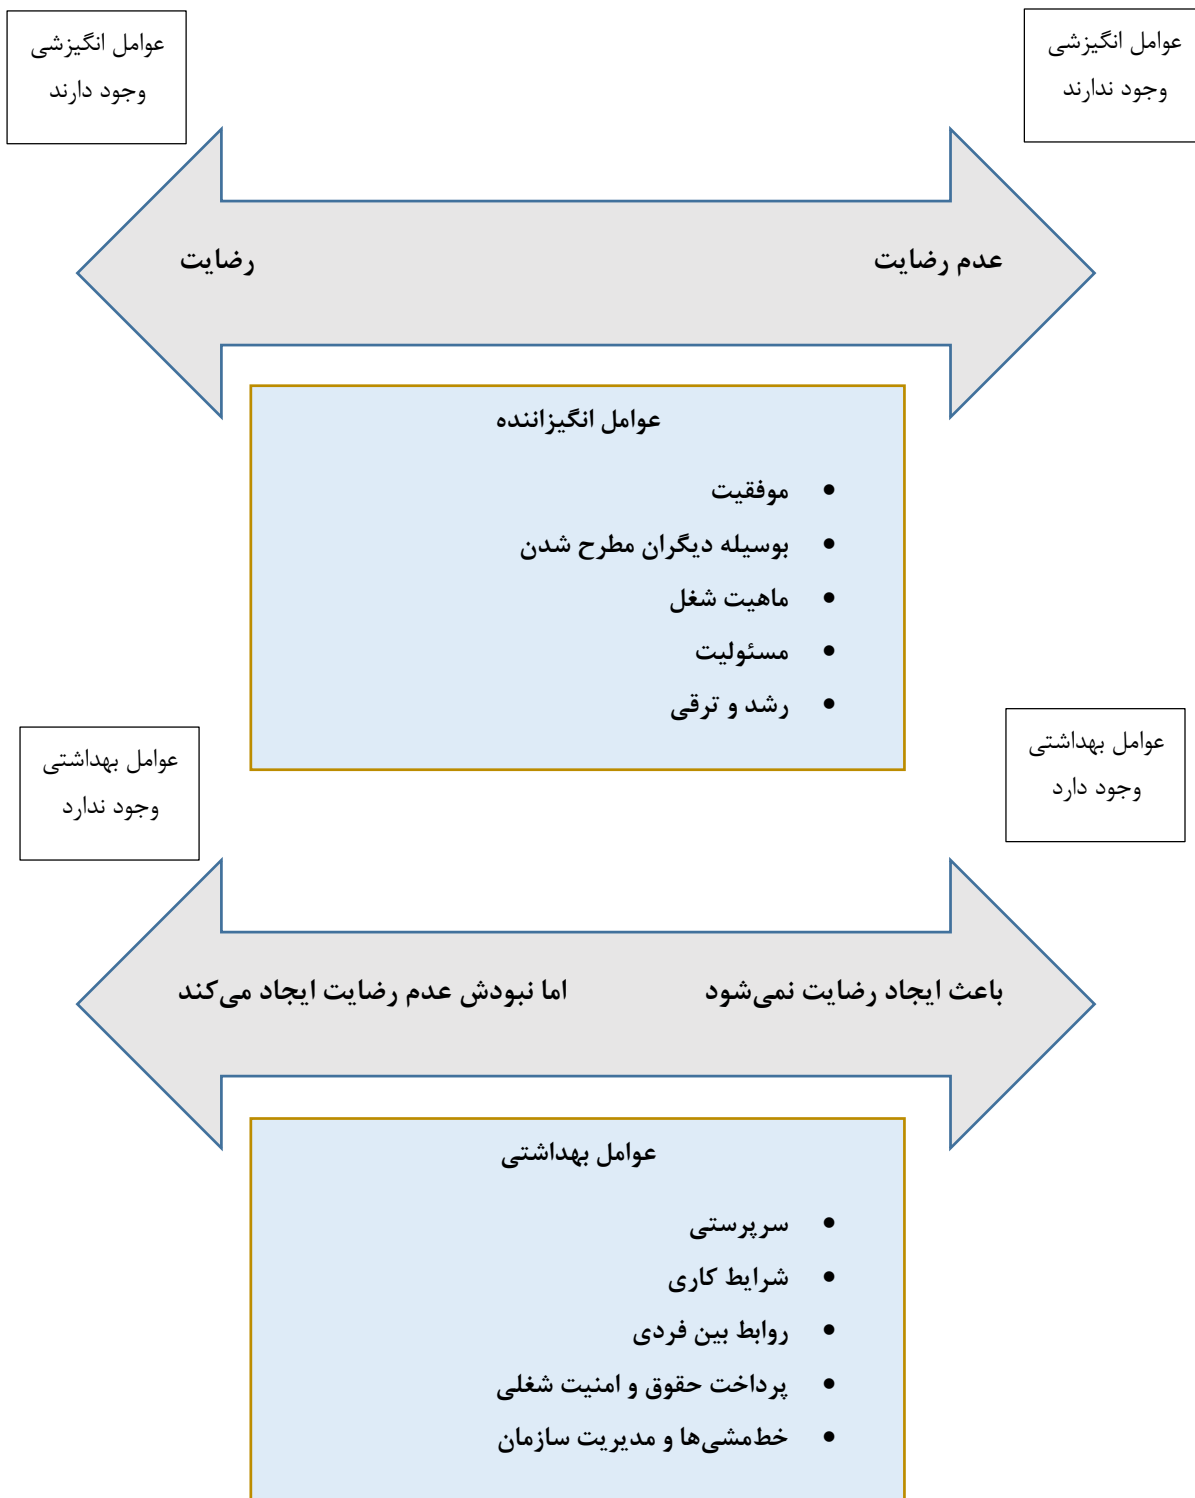 عوامل انگیزشی
وجود ندارند
عوامل انگیزشی
وجود دارند
عدم رضایت
رضایت
عوامل انگیزاننده
• موفقیت
• بوسیله دیگران مطرح شدن
• ماهیت شغل
• مسئولیت
• رشد و ترقی
عوامل بهداشتی
وجود دارد
عوامل بهداشتی
وجود ندارد
باعث ایجاد رضایت نمی‌شود
اما نبودش عدم رضایت ایجاد می‌کند
عوامل بهداشتی
• سرپرستی
• شرایط کاری
• روابط بین فردی
• پرداخت حقوق و امنیت شغلی
• خط‌مشی‌ها و مدیریت سازمان